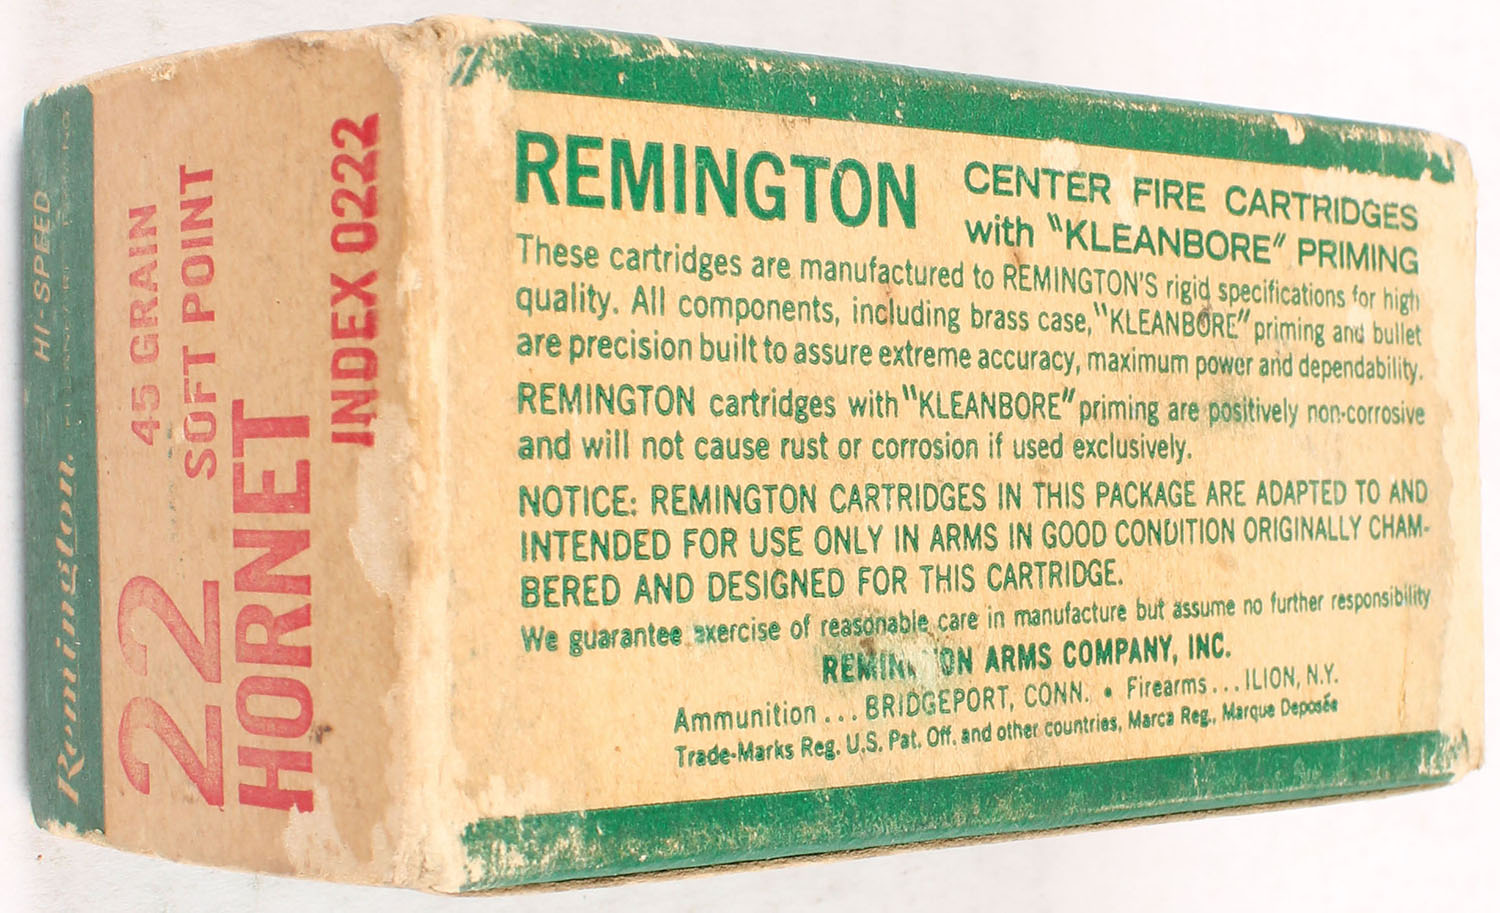 Remington.
HI-SPEED
22
HORNET
45 GRAIN
SOFT POINT
INDEX 0222
REMINGTON
CENTER FIRE CARTRIDGES
with "KLEANBORE" PRIMING
These cartridges are manufactured to REMINGTON'S rigid specifications for high
quality. All components, including brass case, "KLEANBORE" priming and bullet
are precision built to assure extreme accuracy, maximum power and dependability.
REMINGTON cartridges with "KLEANBORE" priming are positively non-corrosive
and will not cause rust or corrosion if used exclusively.
NOTICE: REMINGTON CARTRIDGES IN THIS PACKAGE ARE ADAPTED TO AND
INTENDED FOR USE ONLY IN ARMS IN GOOD CONDITION ORIGINALLY CHAM-
BERED AND DESIGNED FOR THIS CARTRIDGE.
We guarantee exercise of reasonable care in manufacture but assume no further responsibility
REMINGTON ARMS COMPANY, INC.
Ammunition ... BRIDGEPORT, CONN. • Firearms ... ILION, N.Y.
Trade-Marks Reg. U.S. Pat. Off. and other countries, Marca Reg., Marque Deposée